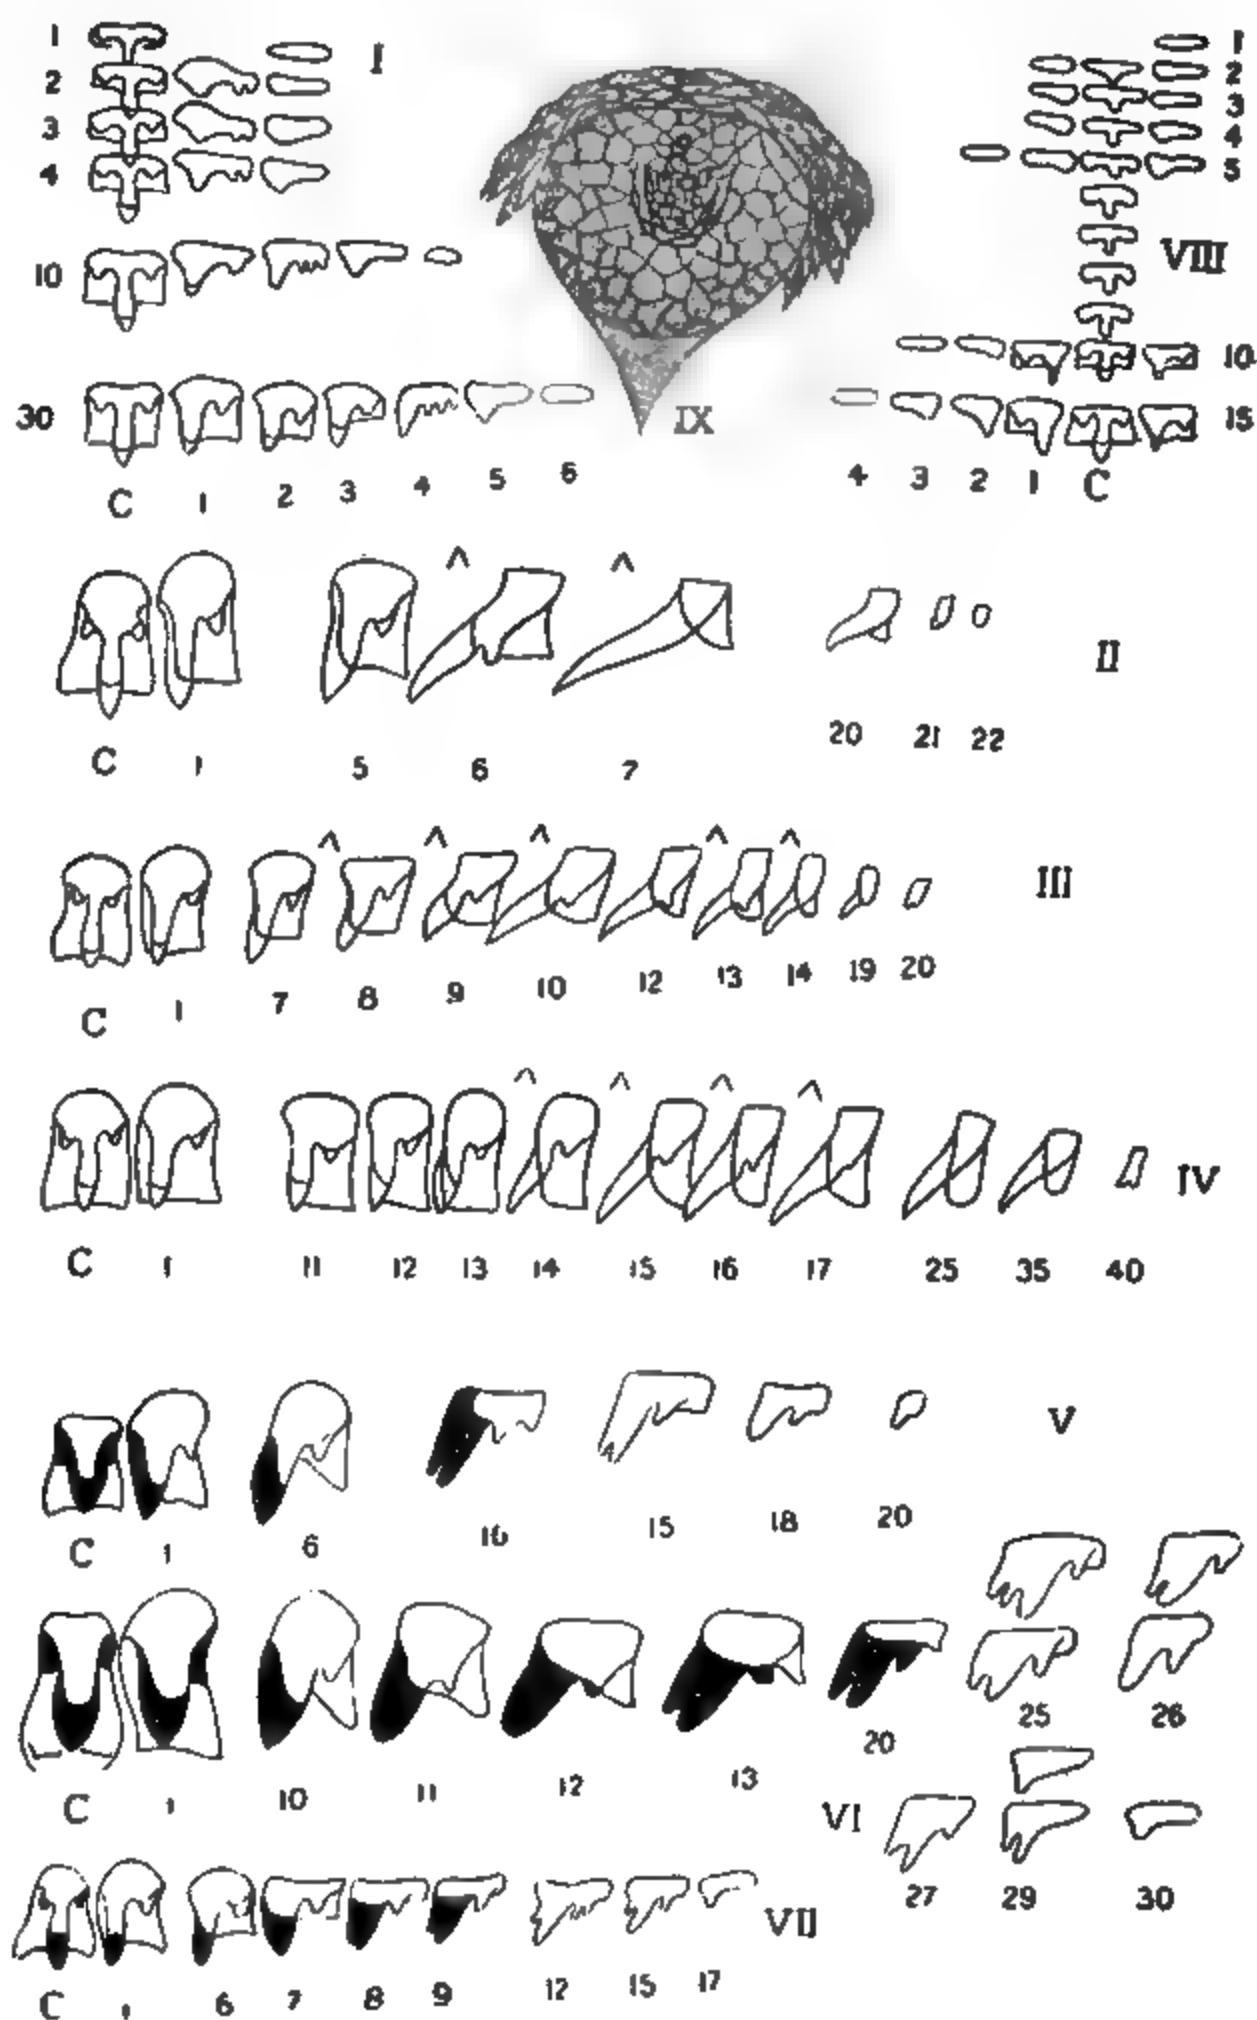 1
I
2
3
4
10
30
C 1 2 3 4 5 6
IX
1
2
3
4
5
VIII
10
15
4 3 2 1 C
II
C 1 5 6 7 20 21 22
III
C 1 7 8 9 10 12 13 14 19 20
IV
C 1 11 12 13 14 15 16 17 25 35 40
V
C 1 6 10 15 18 20
25 26
C 1 10 11 12 13 20
VI
27 29 30
VII
C 1 6 7 8 9 12 15 17